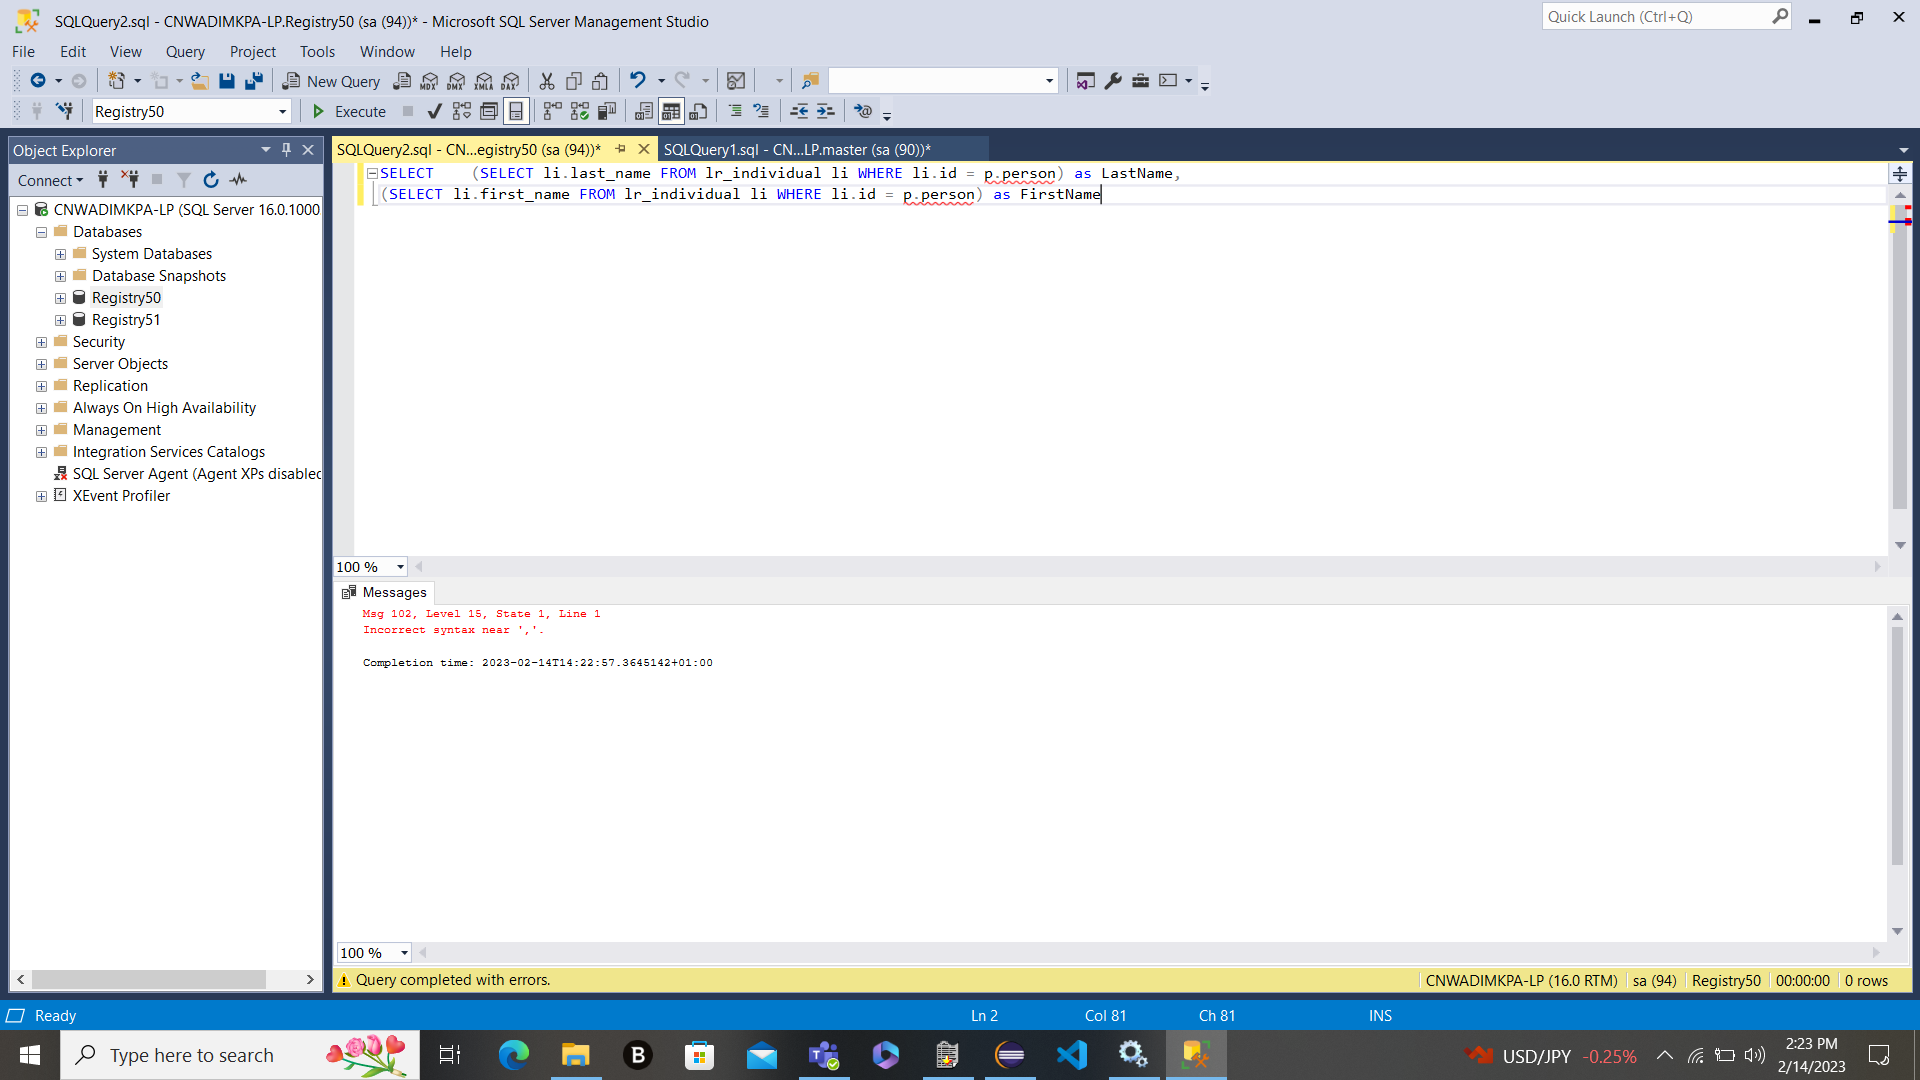 SQLQuery2.sql - CNWADIMKPA-LP.Registry50 (sa (94))* - Microsoft SQL Server Management Studio
Quick Launch (Ctrl+Q)
File Edit View Query Project Tools Window Help
New Query MDX DMX XMLA DAX
Registry50 Execute
Object Explorer
SQLQuery2.sql - CN...egistry50 (sa (94))* SQLQuery1.sql - CN...LP.master (sa (90))*
Connect
CNWADIMKPA-LP (SQL Server 16.0.1000
Databases
System Databases
Database Snapshots
Registry50
Registry51
Security
Server Objects
Replication
Always On High Availability
Management
Integration Services Catalogs
SQL Server Agent (Agent XPs disabled
XEvent Profiler
SELECT (SELECT li.last_name FROM lr_individual li WHERE li.id = p.person) as LastName,
(SELECT li.first_name FROM lr_individual li WHERE li.id = p.person) as FirstName
100 %
Messages
Msg 102, Level 15, State 1, Line 1
Incorrect syntax near ','.
Completion time: 2023-02-14T14:22:57.3645142+01:00
100 %
Query completed with errors. CNWADIMKPA-LP (16.0 RTM) sa (94) Registry50 00:00:00 0 rows
Ready Ln 2 Col 81 Ch 81 INS
Type here to search
B
USD/JPY -0.25%
2:23 PM
2/14/2023